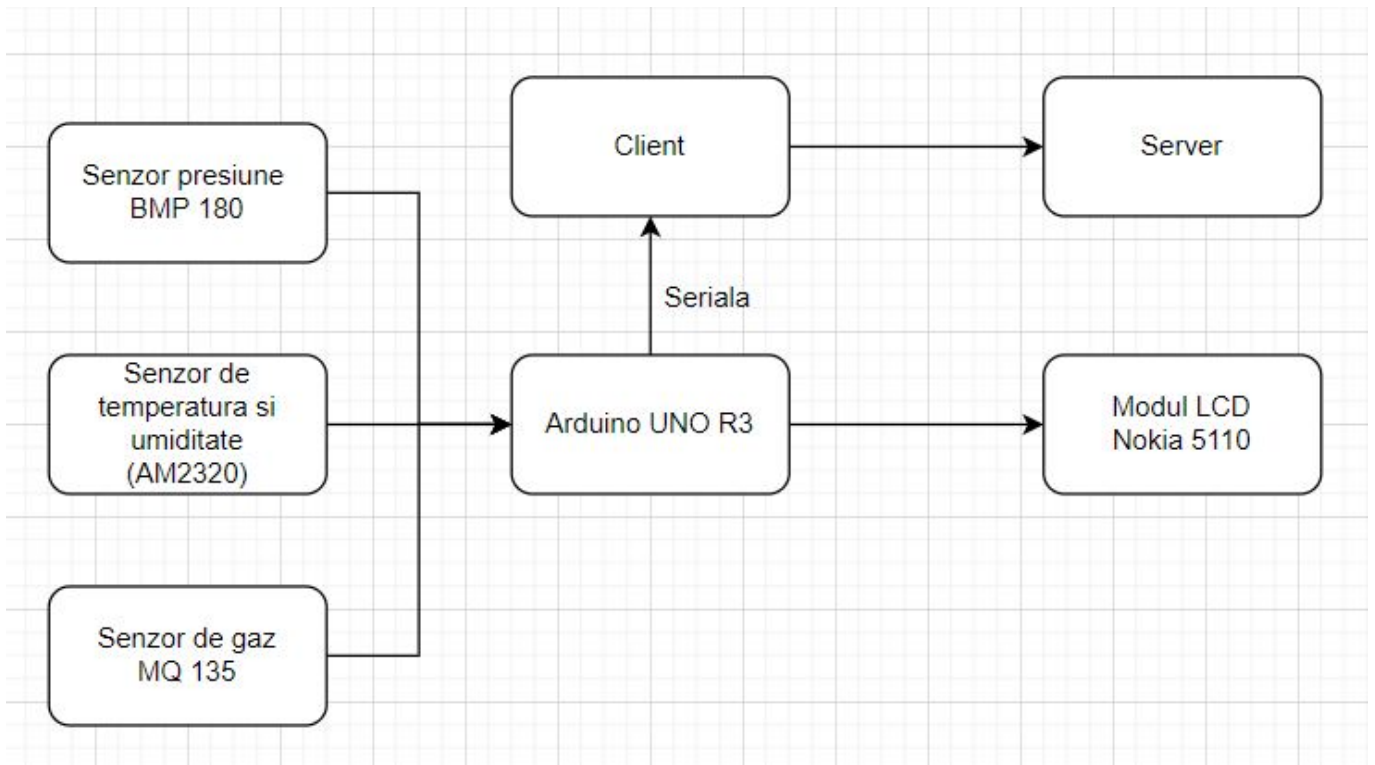 Client
Server
Senzor presiune
BMP 180
Seriala
Senzor de
temperatura si
umiditate
(AM2320)
Arduino UNO R3
Modul LCD
Nokia 5110
Senzor de gaz
MQ 135